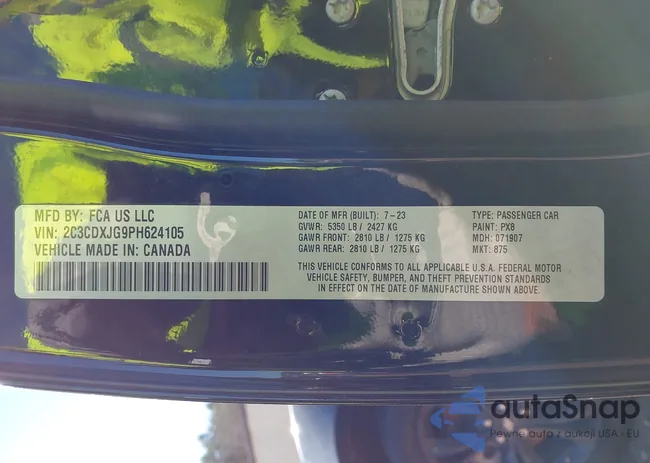 MFD BY: FCA US LLC
VIN: 2C3CDXJG9PH624105
VEHICLE MADE IN: CANADA
DATE OF MFR (BUILT): 7-23
GVWR: 5350 LB / 2427 KG
GAWR FRONT: 2810 LB / 1275 KG
GAWR REAR: 2810 LB / 1275 KG
TYPE: PASSENGER CAR
PAINT: PX8
MDH: 071907
MKT: 875
THIS VEHICLE CONFORMS TO ALL APPLICABLE U.S.A. FEDERAL MOTOR
VEHICLE SAFETY, BUMPER, AND THEFT PREVENTION STANDARDS
IN EFFECT ON THE DATE OF MANUFACTURE SHOWN ABOVE.
autaSnap
Pewne auto z aukcji USA - EU